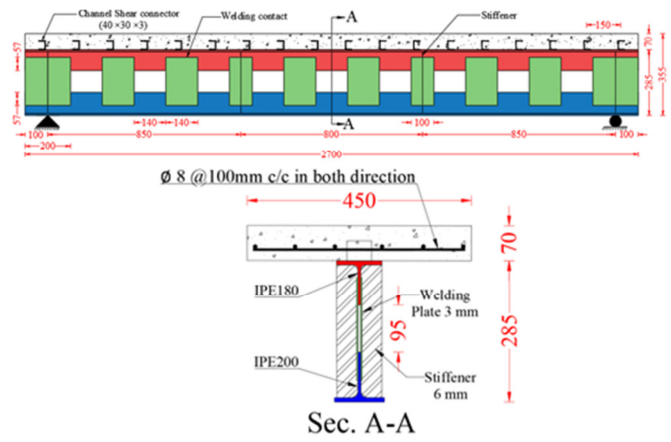 Channel Shear connector
(40 ×30 ×3)
Welding contact
A
Stiffener
150
57
70
285
355
57
A
140
140
100
100
850
800
850
100
200
2700
Ø 8 @100mm c/c in both direction
450
70
IPE180
Welding
Plate 3 mm
95
285
IPE200
Stiffener
6 mm
Sec. A-A